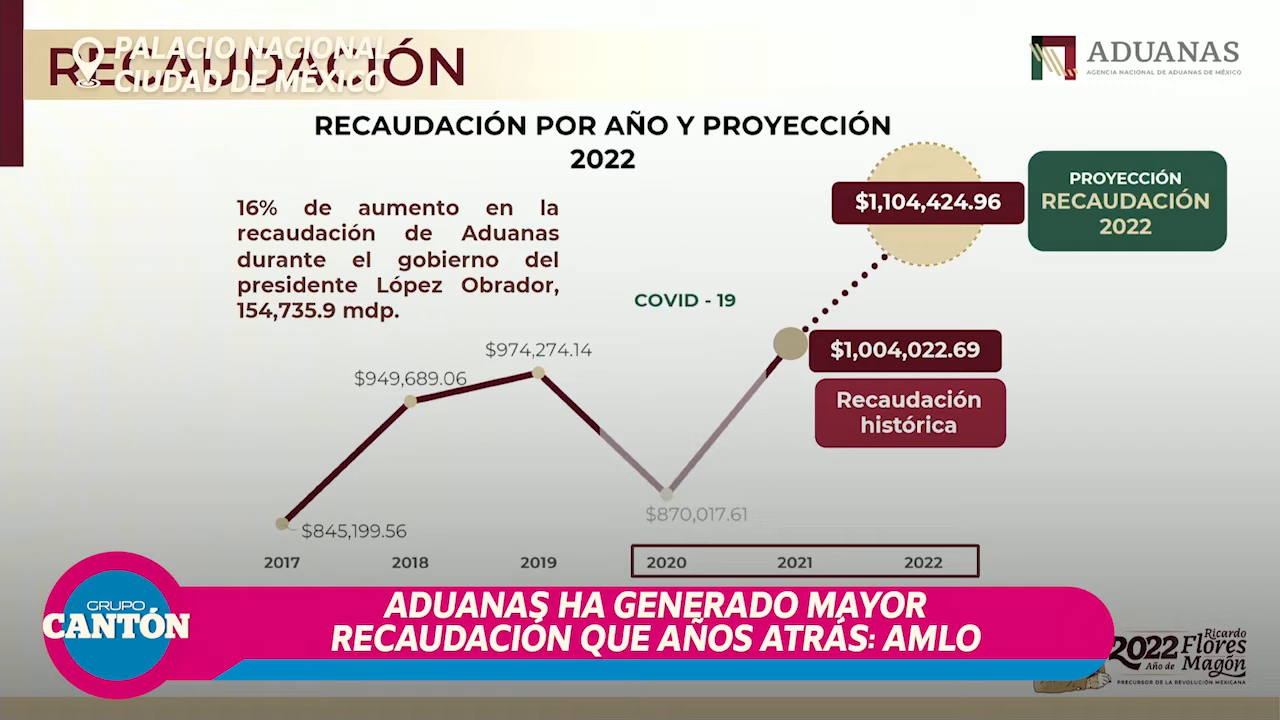 RECAUDACIÓN
PALACIO NACIONAL
CIUDAD DE MÉXICO
ADUANAS
AGENCIA NACIONAL DE ADUANAS DE MÉXICO
RECAUDACIÓN POR AÑO Y PROYECCIÓN
2022
16% de aumento en la
recaudación de Aduanas
durante el gobierno del
presidente López Obrador,
154,735.9 mdp.
$1,104,424.96
PROYECCIÓN
RECAUDACIÓN
2022
COVID - 19
$974,274.14
$949,689.06
$1,004,022.69
Recaudación
histórica
$870,017.61
$845,199.56
2017 2018 2019 2020 2021 2022
GRUPO
CANTÓN
ADUANAS HA GENERADO MAYOR
RECAUDACIÓN QUE AÑOS ATRÁS: AMLO
2022
Año de
Ricardo
Flores
Magón
PRECURSOR DE LA REVOLUCIÓN MEXICANA